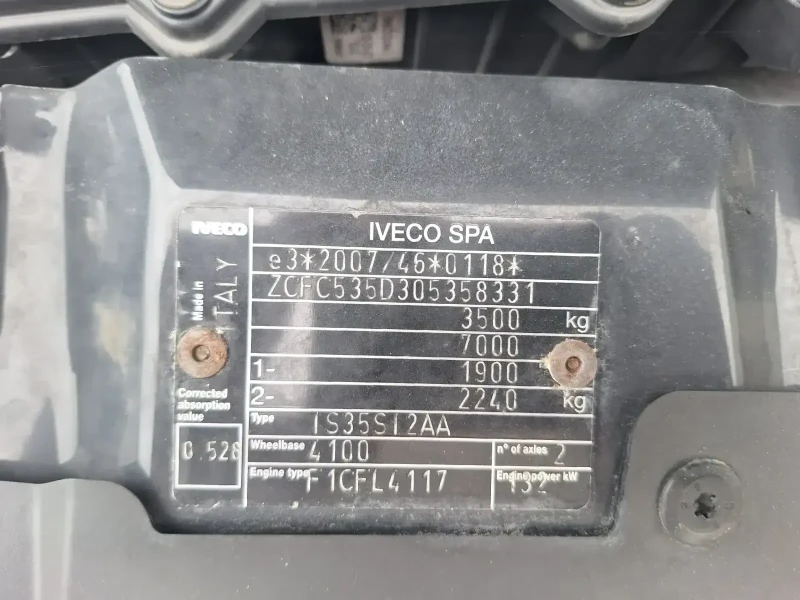 IVECO
IVECO SPA
Made in ITALY
e3*2007/46*0118*
ZCFC535D305358331
3500 kg
7000
1- 1900
2- 2240 kg
Corrected absorption value
0.528
Type IS35SI2AA
Wheelbase 4100 n° of axles 2
Engine type F1CFL4117 Engine power kW 132